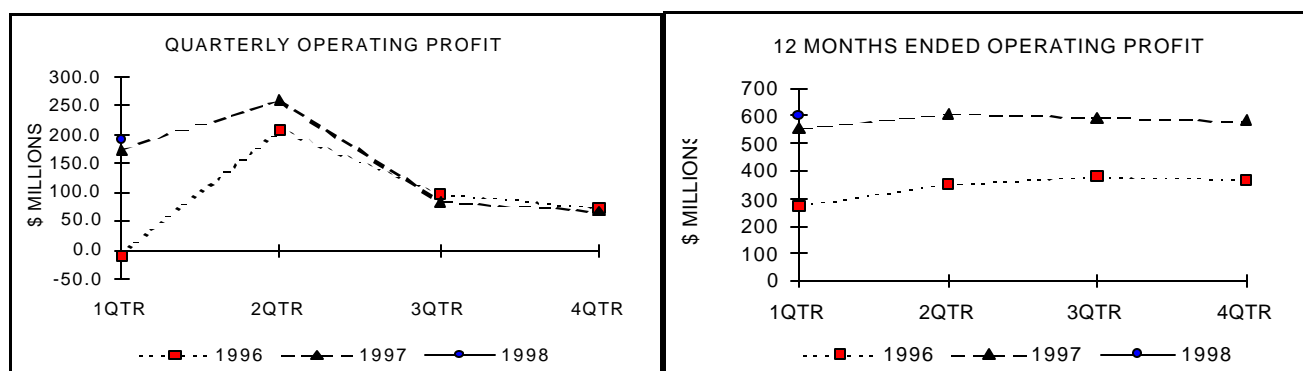 QUARTERLY OPERATING PROFIT
300.0
250.0
200.0
150.0
100.0
50.0
0.0
-50.0
$ MILLIONS
1QTR 2QTR 3QTR 4QTR
1996 1997 1998
12 MONTHS ENDED OPERATING PROFIT
700
600
500
400
300
200
100
0
$ MILLIONS
1QTR 2QTR 3QTR 4QTR
1996 1997 1998